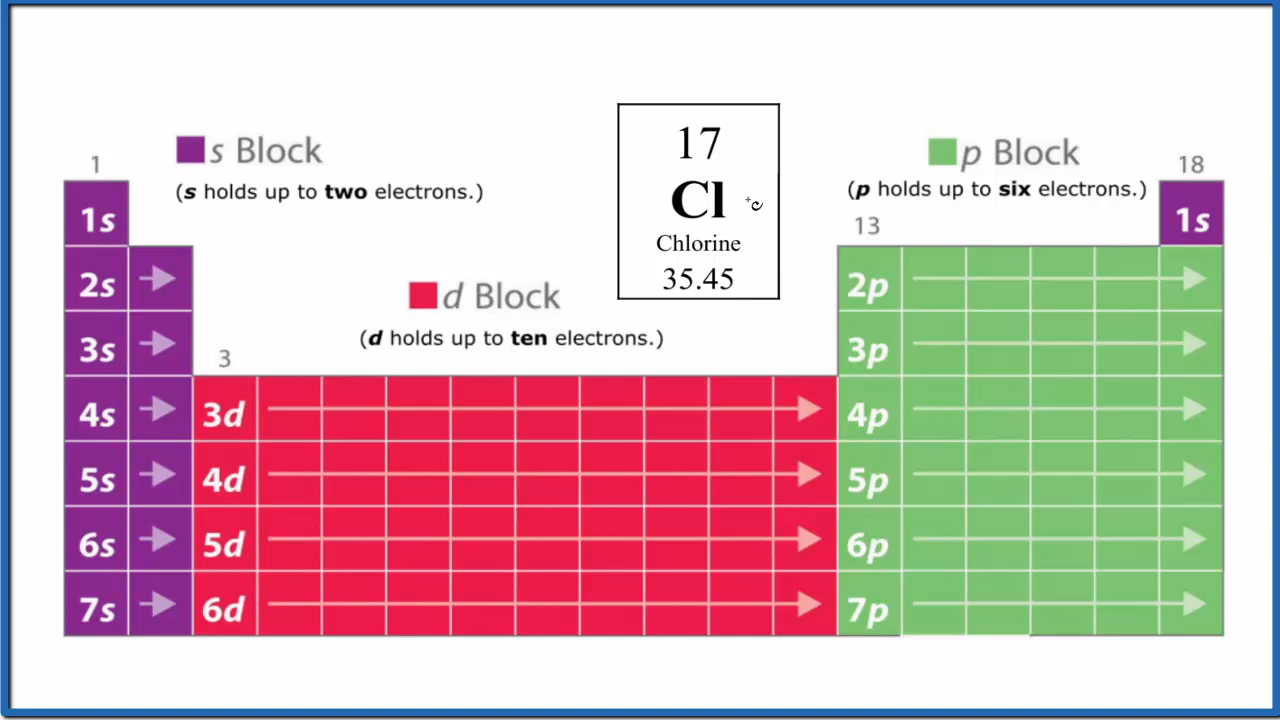 17
Cl
Chlorine
35.45
s Block
(s holds up to two electrons.)
p Block
(p holds up to six electrons.)
d Block
(d holds up to ten electrons.)
1
18
13
3
1s
1s
2s
2p
3s
3p
4s
3d
4p
5s
4d
5p
6s
5d
6p
7s
6d
7p